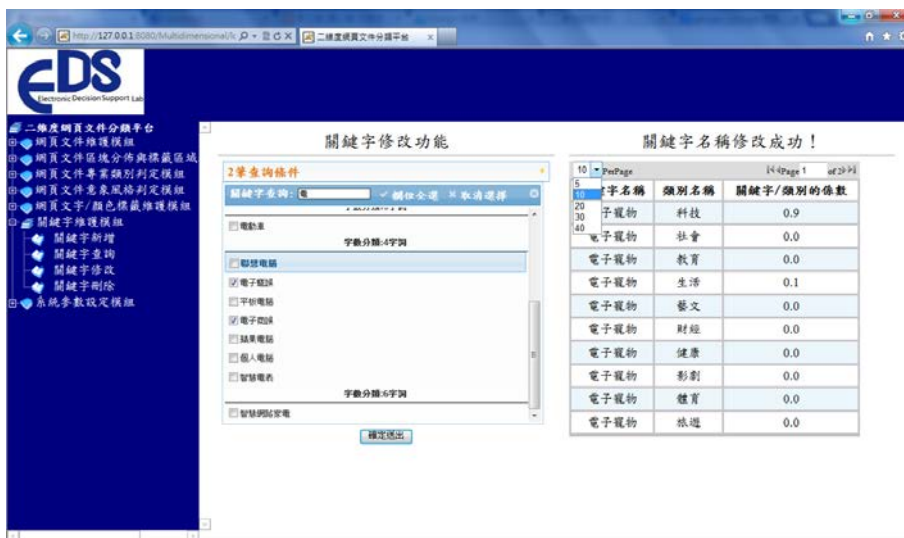 http://127.0.0.1:8080/Multidimensional/lc
二維度網頁文件分類平台
EDS
Electronic Decision Support Lab
二維度網頁文件分類平台
網頁文件維護模組
網頁文件區塊分佈與標籤區域
網頁文件專業類別判定模組
網頁文件意象風格判定模組
網頁文字/顏色標籤維護模組
關鍵字維護模組
關鍵字新增
關鍵字查詢
關鍵字修改
關鍵字刪除
系統參數設定模組
關鍵字修改功能
2筆查詢條件
關鍵字查詢: 電 欄位全選 取消選擇
電動車
字數分類:4字詞
聯想電腦
平板電腦
蘋果電腦
個人電腦
智慧電表
字數分類:6字詞
智慧網路家電
確定送出
關鍵字名稱修改成功!
10 PerPage Page 1 of 2
5
10
20
30
40
字名稱 類別名稱 關鍵字/類別的係數
子寵物 科技 0.9
電子寵物 社會 0.0
電子寵物 教育 0.0
電子寵物 生活 0.1
電子寵物 藝文 0.0
電子寵物 財經 0.0
電子寵物 健康 0.0
電子寵物 影劇 0.0
電子寵物 體育 0.0
電子寵物 旅遊 0.0